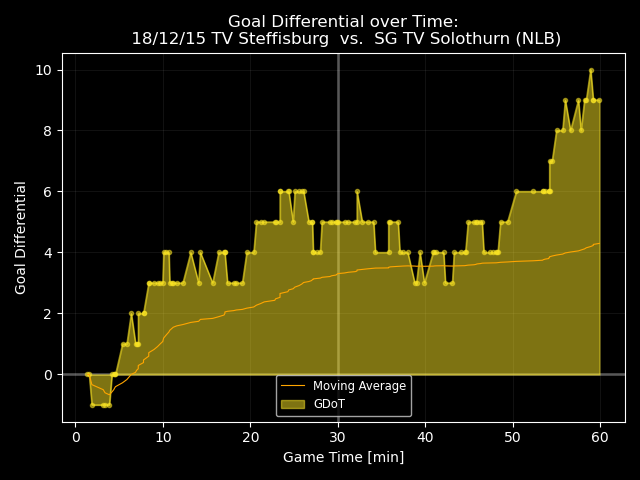 Goal Differential over Time:
18/12/15 TV Steffisburg  vs.  SG TV Solothurn (NLB)
10
8
6
4
2
0
Goal Differential
Moving Average
GDoT
0 10 20 30 40 50 60
Game Time [min]